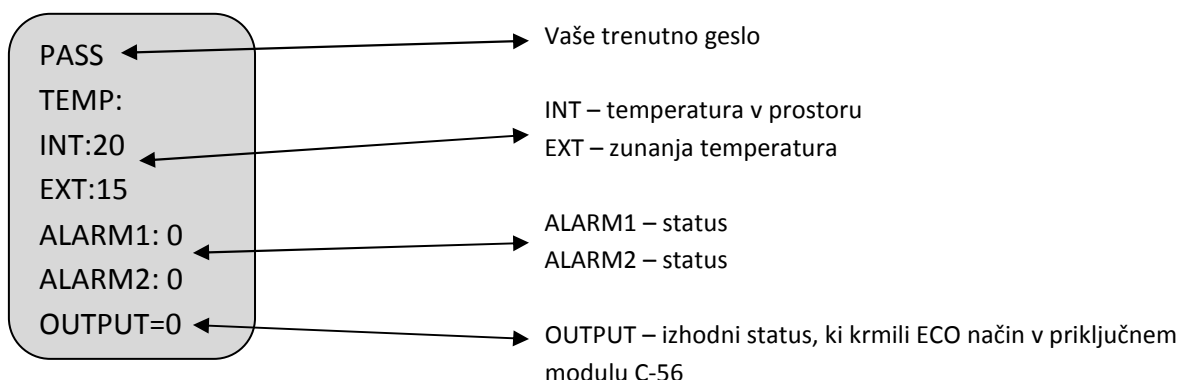 PASS
TEMP:
INT:20
EXT:15
ALARM1: 0
ALARM2: 0
OUTPUT=0
Vaše trenutno geslo
INT – temperatura v prostoru
EXT – zunanja temperatura
ALARM1 – status
ALARM2 – status
OUTPUT – izhodni status, ki krmili ECO način v priključnem
modulu C-56